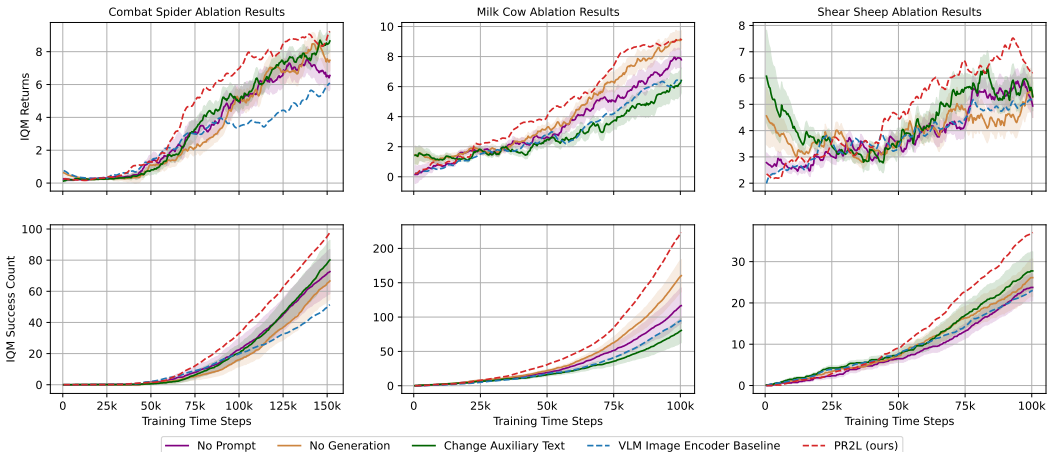 Combat Spider Ablation Results
Milk Cow Ablation Results
Shear Sheep Ablation Results
IQM Returns
8
6
4
2
0
10
8
6
4
2
0
8
7
6
5
4
3
2
IQM Success Count
100
80
60
40
20
0
200
150
100
50
0
30
20
10
0
0 25k 50k 75k 100k 125k 150k
0 25k 50k 75k 100k
0 25k 50k 75k 100k
Training Time Steps
Training Time Steps
Training Time Steps
No Prompt No Generation Change Auxiliary Text VLM Image Encoder Baseline PR2L (ours)